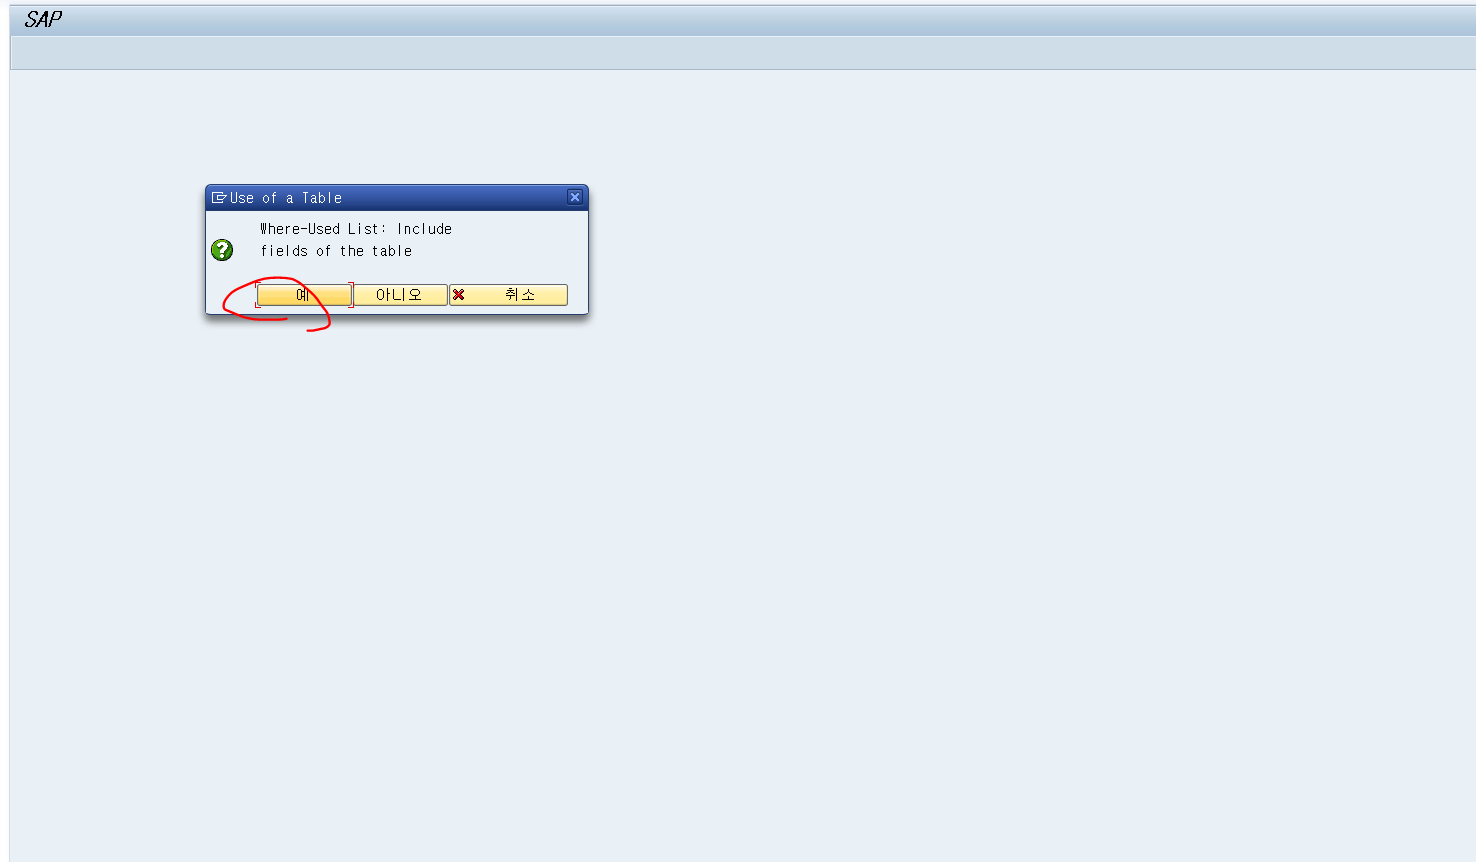 SAP
Use of a Table
Where-Used List: Include
fields of the table
예
아니오
취소